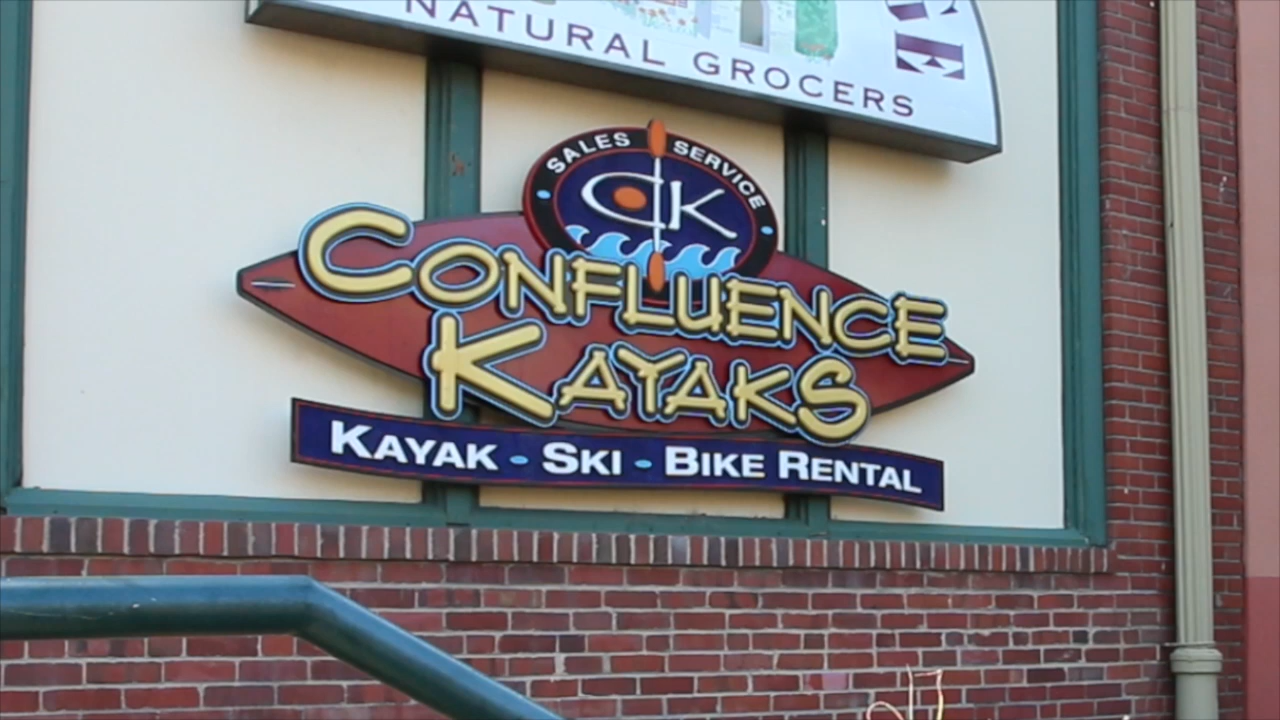 NATURAL GROCERS
SALES SERVICE
CK
CONFLUENCE
KAYAKS
KAYAK - SKI - BIKE RENTAL